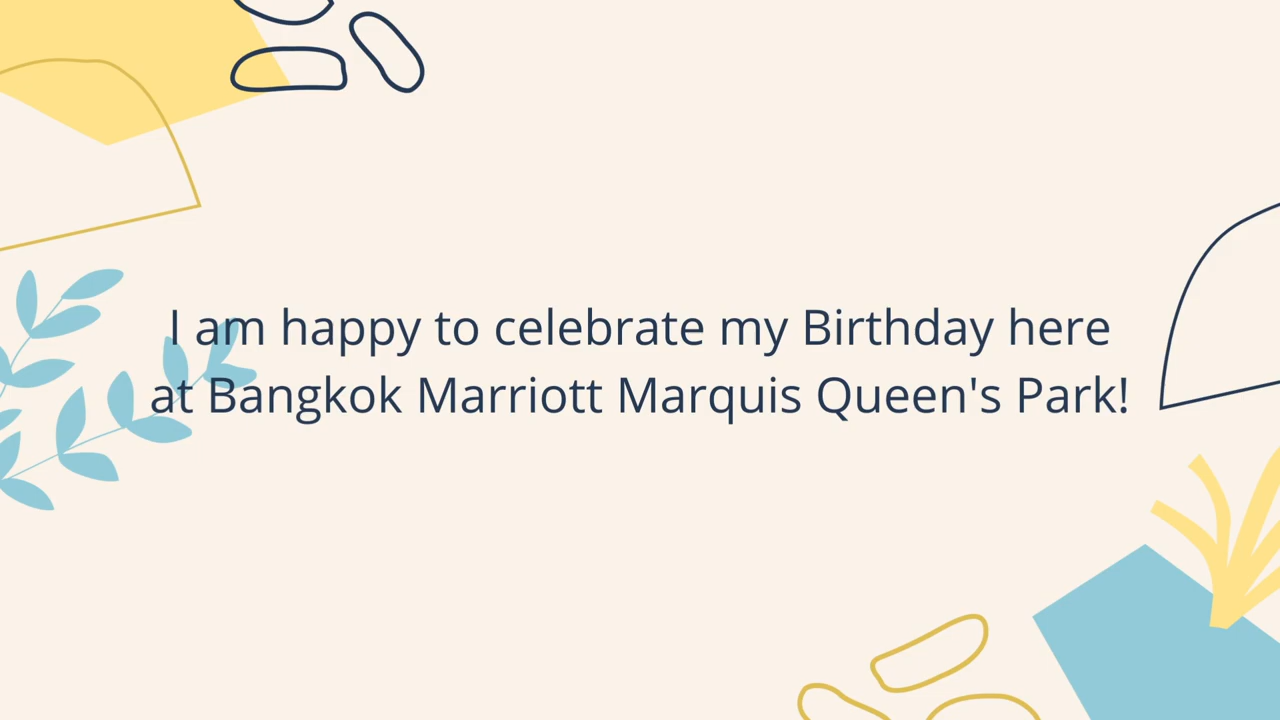 I am happy to celebrate my Birthday here
at Bangkok Marriott Marquis Queen's Park!